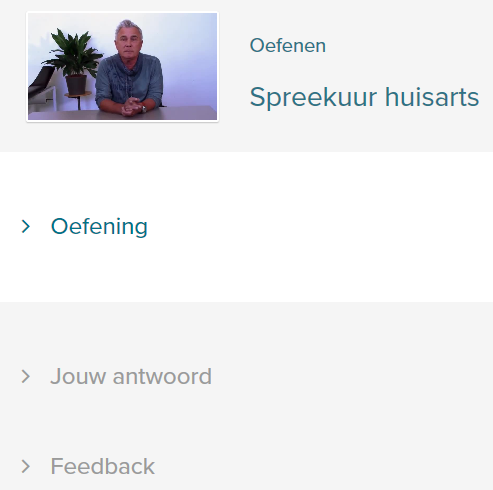 Oefenen
Spreekuur huisarts
Oefening
Jouw antwoord
Feedback